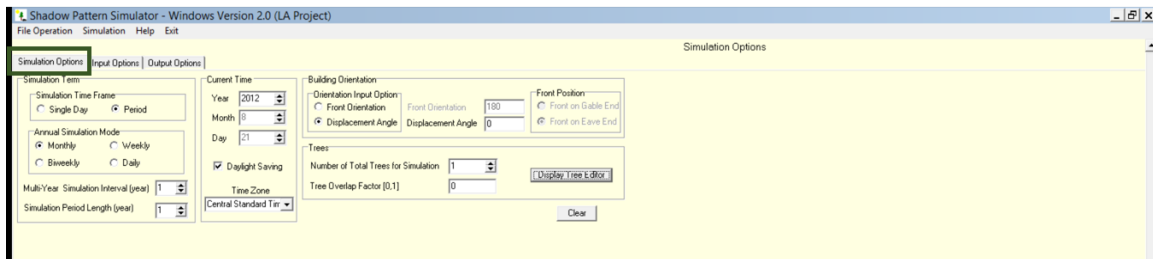 Shadow Pattern Simulator - Windows Version 2.0 (LA Project)
File Operation Simulation Help Exit
Simulation Options
Simulation Options Input Options Output Options
Simulation Term
Simulation Time Frame
Single Day Period
Annual Simulation Mode
Monthly Weekly
Biweekly Daily
Multi-Year Simulation Interval (year) 1
Simulation Period Length (year) 1
Current Time
Year 2012
Month 8
Day 21
Daylight Saving
Time Zone
Central Standard Tim
Building Orientation
Orientation Input Option
Front Orientation Front Orientation 180
Displacement Angle Displacement Angle 0
Front Position
Front on Gable End
Front on Eave End
Trees
Number of Total Trees for Simulation 1
Tree Overlap Factor [0,1] 0
Display Tree Editor
Clear